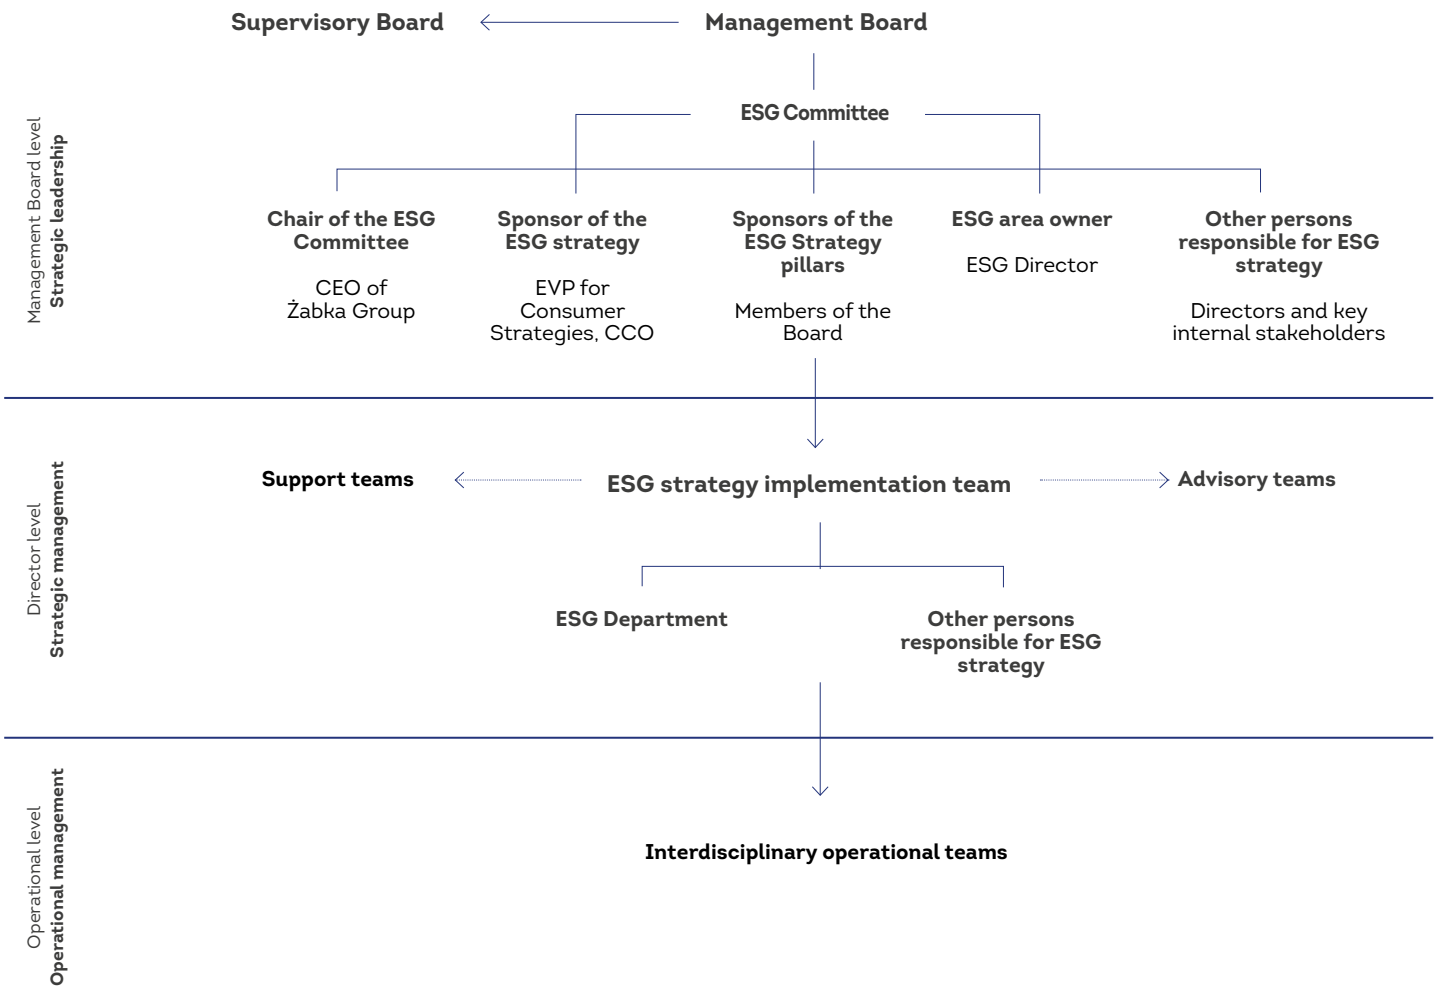 Supervisory Board
Management Board
Management Board level
Strategic leadership
ESG Committee
Chair of the ESG
Committee
CEO of
Żabka Group
Sponsor of the
ESG strategy
EVP for
Consumer
Strategies, CCO
Sponsors of the
ESG Strategy
pillars
Members of the
Board
ESG area owner
ESG Director
Other persons
responsible for ESG
strategy
Directors and key
internal stakeholders
Director level
Strategic management
Support teams
ESG strategy implementation team
Advisory teams
ESG Department
Other persons
responsible for ESG
strategy
Operational level
Operational management
Interdisciplinary operational teams